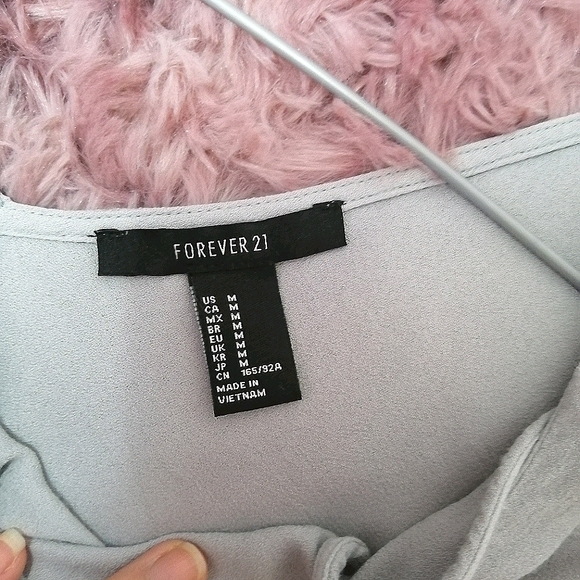 FOREVER 21
US M
CA M
MX M
BR M
EU M
UK M
KR M
JP M
CN 165/92A
MADE IN
VIETNAM